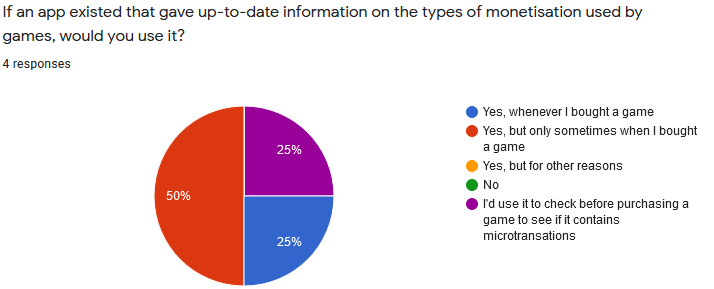 If an app existed that gave up-to-date information on the types of monetisation used by
games, would you use it?
4 responses
25%
50%
25%
Yes, whenever I bought a game
Yes, but only sometimes when I bought
a game
Yes, but for other reasons
No
I'd use it to check before purchasing a
game to see if it contains
microtransations